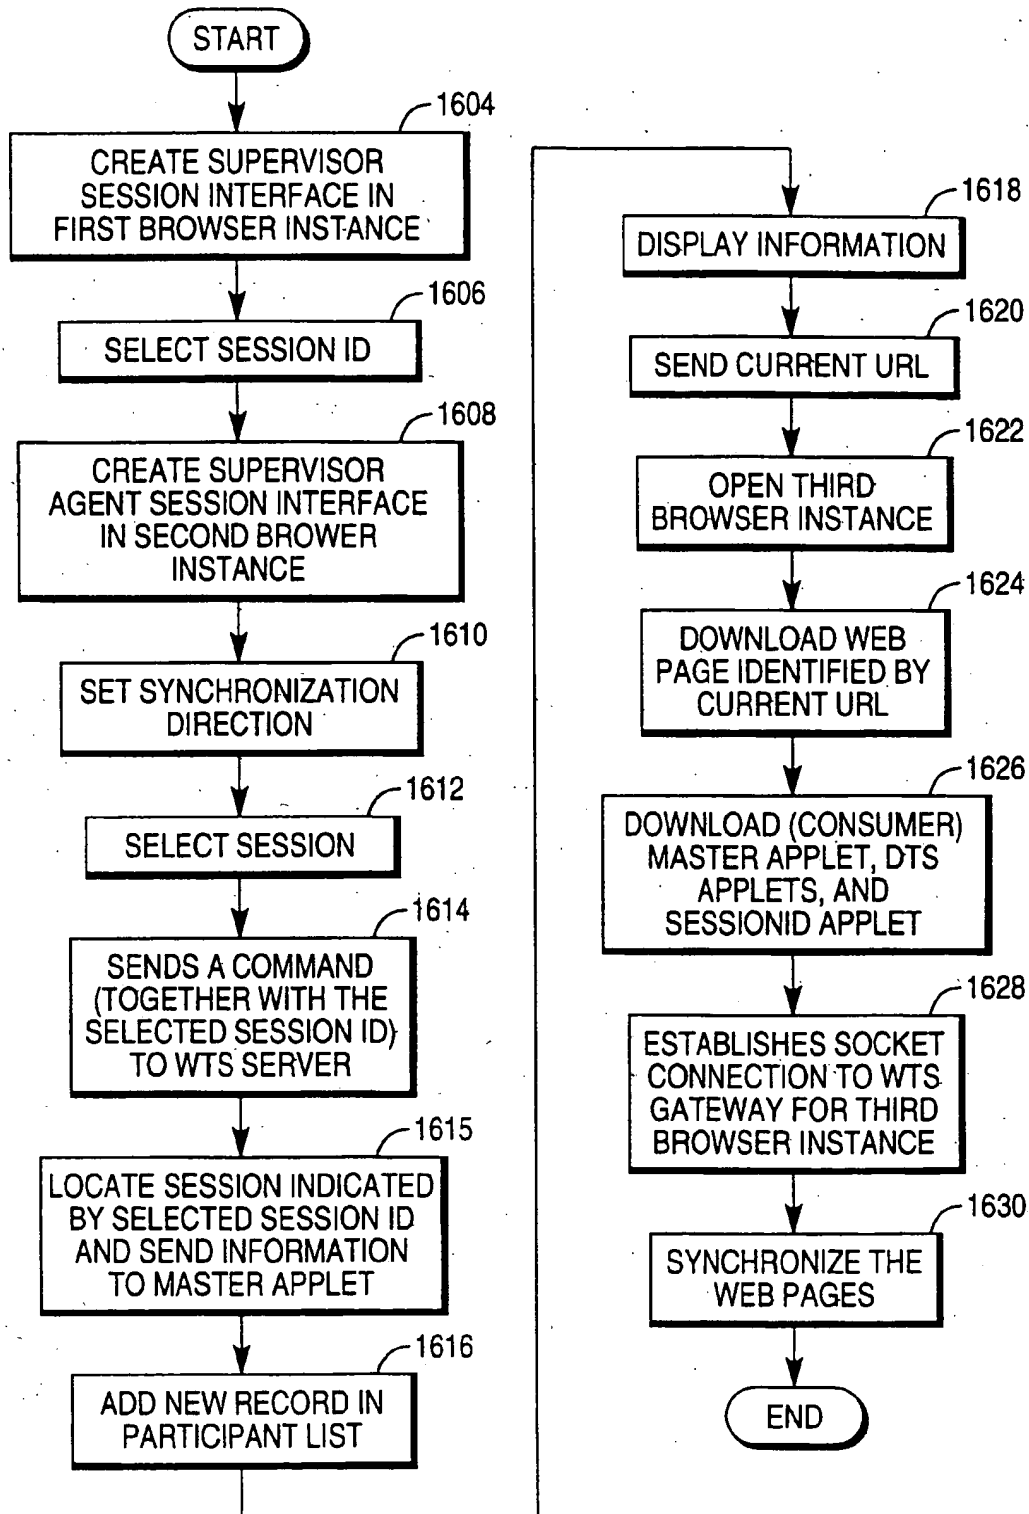 START
1604
CREATE SUPERVISOR
SESSION INTERFACE IN
FIRST BROWSER INSTANCE
1606
SELECT SESSION ID
1608
CREATE SUPERVISOR
AGENT SESSION INTERFACE
IN SECOND BROWER
INSTANCE
1610
SET SYNCHRONIZATION
DIRECTION
1612
SELECT SESSION
1614
SENDS A COMMAND
(TOGETHER WITH THE
SELECTED SESSION ID)
TO WTS SERVER
1615
LOCATE SESSION INDICATED
BY SELECTED SESSION ID
AND SEND INFORMATION
TO MASTER APPLET
1616
ADD NEW RECORD IN
PARTICIPANT LIST
1618
DISPLAY INFORMATION
1620
SEND CURRENT URL
1622
OPEN THIRD
BROWSER INSTANCE
1624
DOWNLOAD WEB
PAGE IDENTIFIED BY
CURRENT URL
1626
DOWNLOAD (CONSUMER)
MASTER APPLET, DTS
APPLETS, AND
SESSIONID APPLET
1628
ESTABLISHES SOCKET
CONNECTION TO WTS
GATEWAY FOR THIRD
BROWSER INSTANCE
1630
SYNCHRONIZE THE
WEB PAGES
END